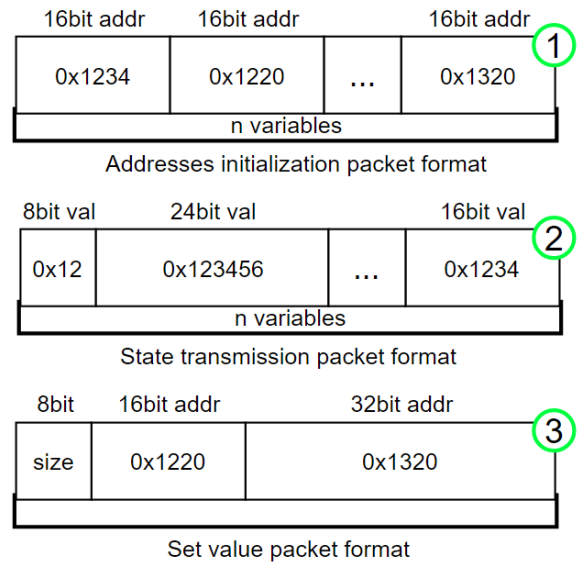 16bit addr 16bit addr 16bit addr
1
0x1234 0x1220 ... 0x1320
n variables
Addresses initialization packet format
8bit val 24bit val 16bit val
2
0x12 0x123456 ... 0x1234
n variables
State transmission packet format
8bit 16bit addr 32bit addr
3
size 0x1220 0x1320
Set value packet format